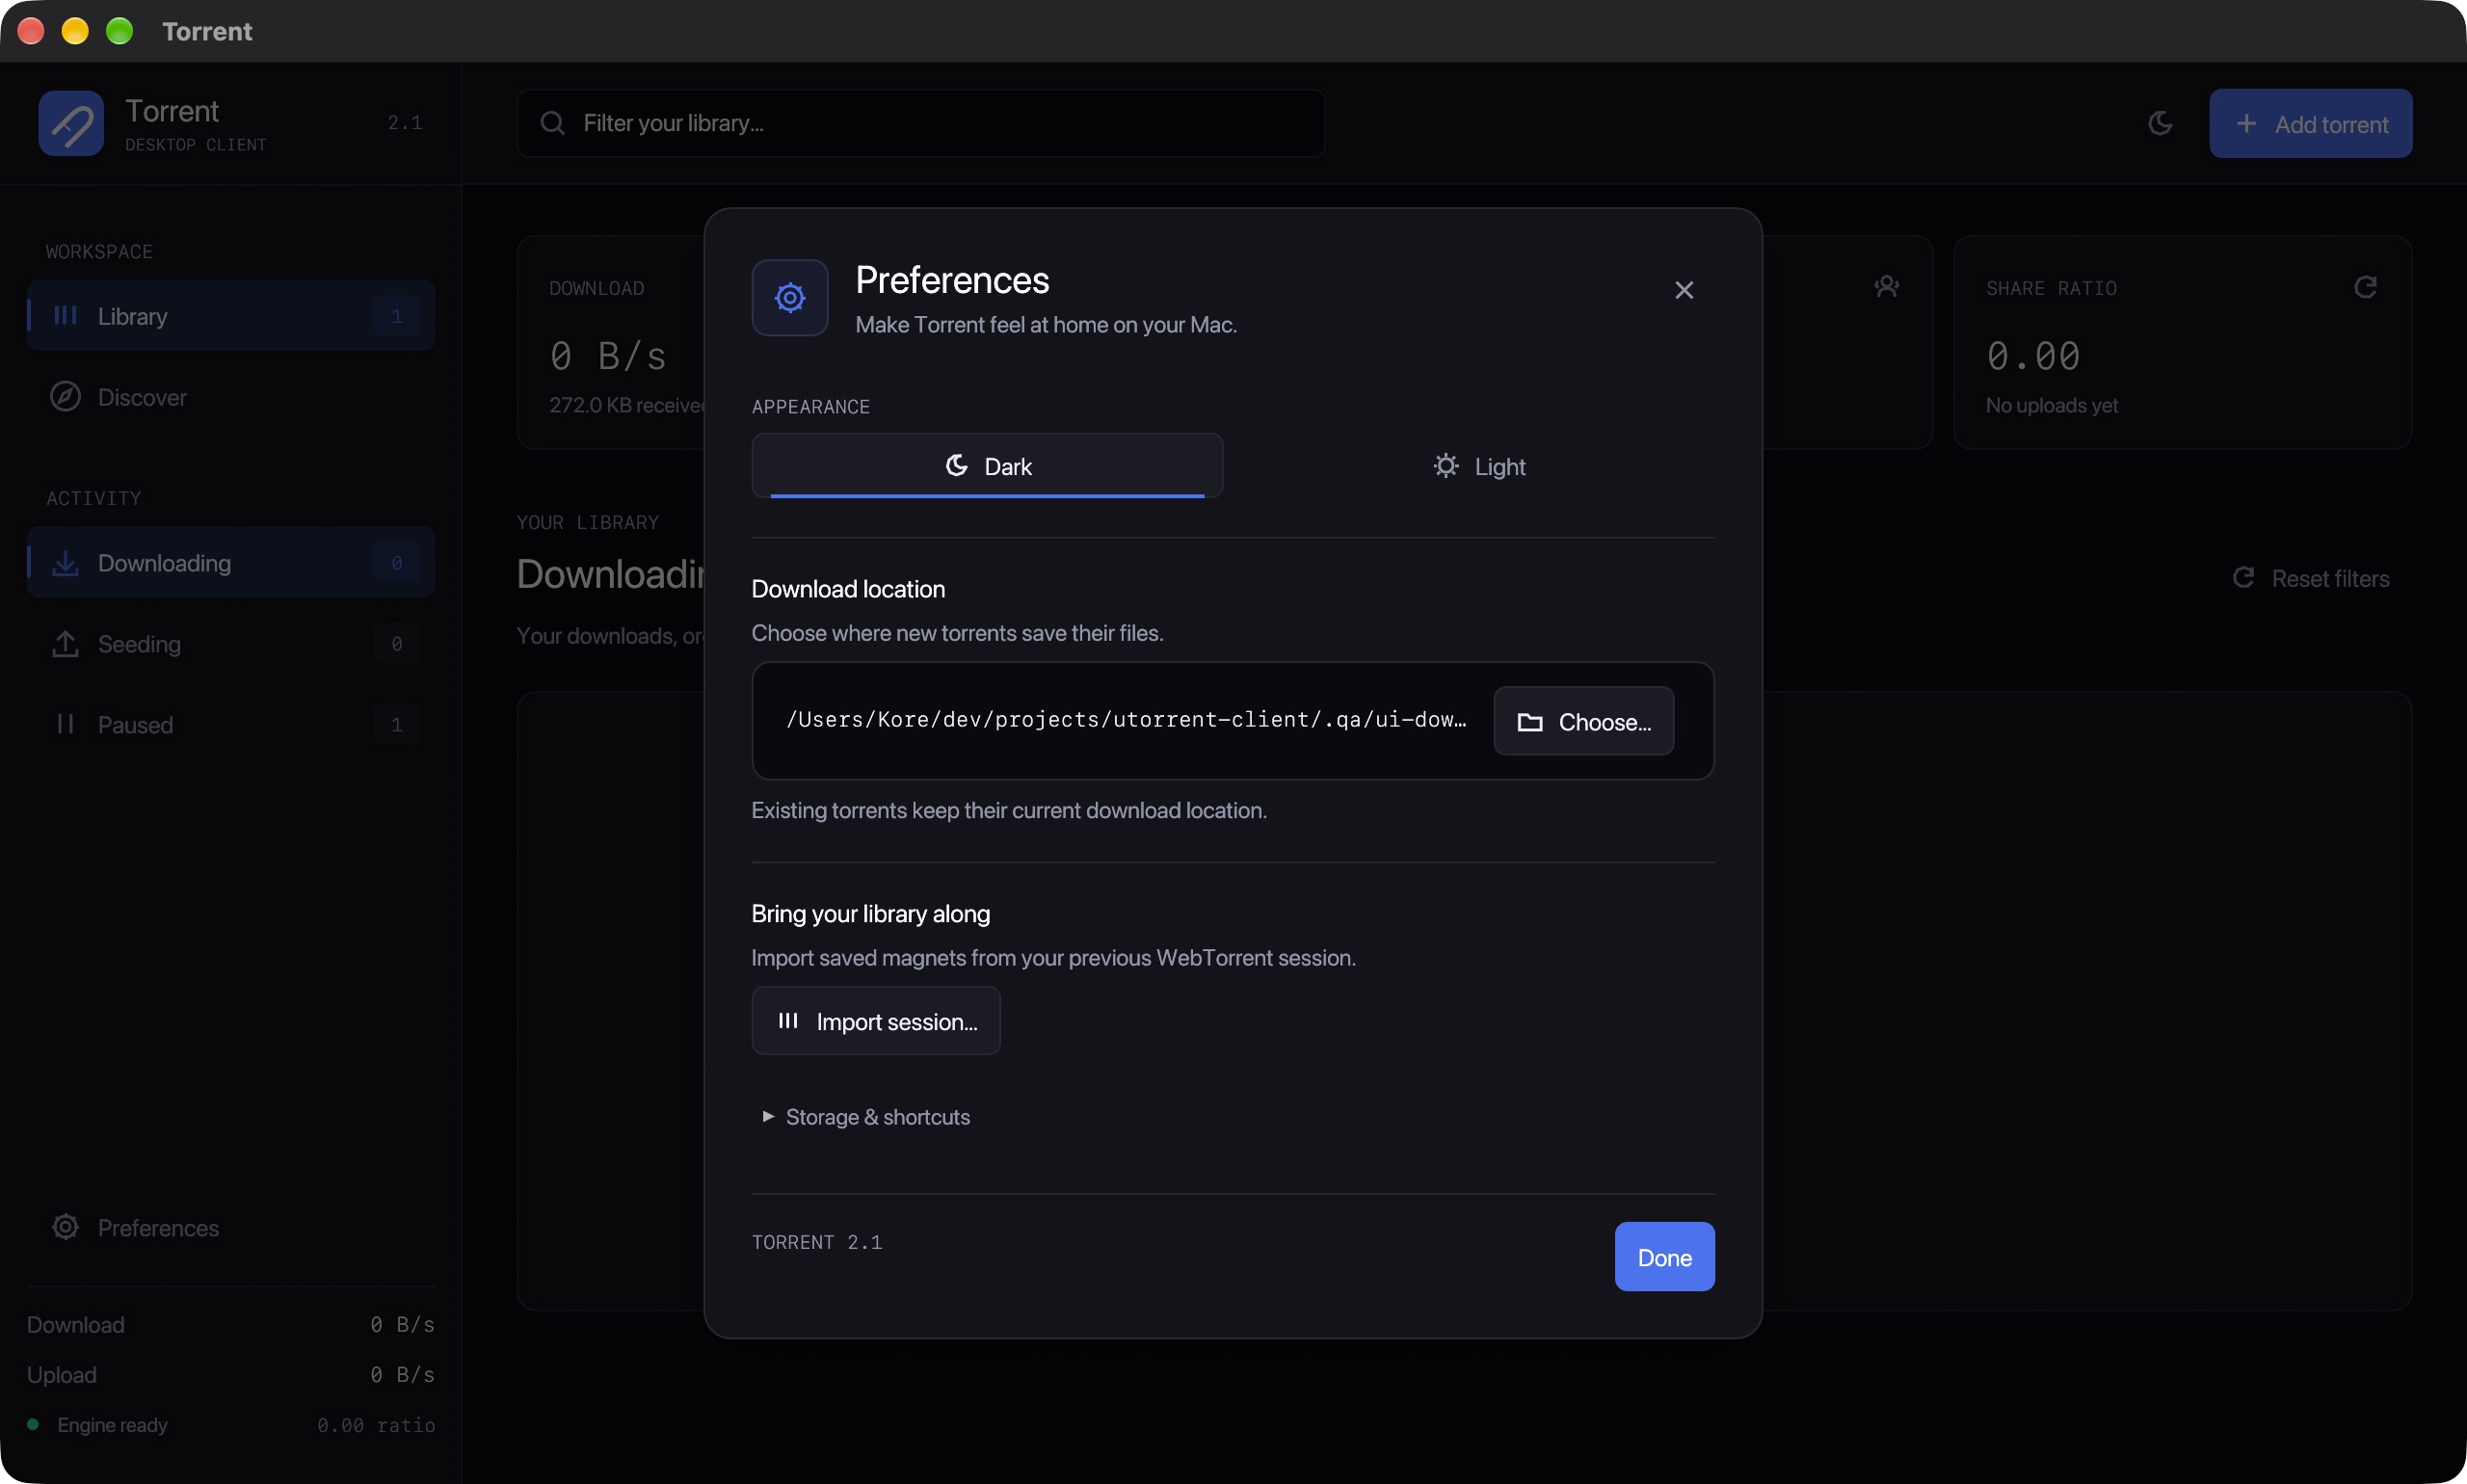 Torrent
Torrent
DESKTOP CLIENT
2.1
Filter your library...
Add torrent
WORKSPACE
Library
1
Discover
ACTIVITY
Downloading
0
Seeding
0
Paused
1
Preferences
Download
0 B/s
Upload
0 B/s
Engine ready
0.00 ratio
DOWNLOAD
0 B/s
272.0 KB received
SHARE RATIO
0.00
No uploads yet
YOUR LIBRARY
Downloadin
Your downloads, or
Reset filters
Preferences
Make Torrent feel at home on your Mac.
APPEARANCE
Dark
Light
Download location
Choose where new torrents save their files.
/Users/Kore/dev/projects/utorrent-client/.qa/ui-dow…
Choose...
Existing torrents keep their current download location.
Bring your library along
Import saved magnets from your previous WebTorrent session.
Import session...
Storage & shortcuts
TORRENT 2.1
Done